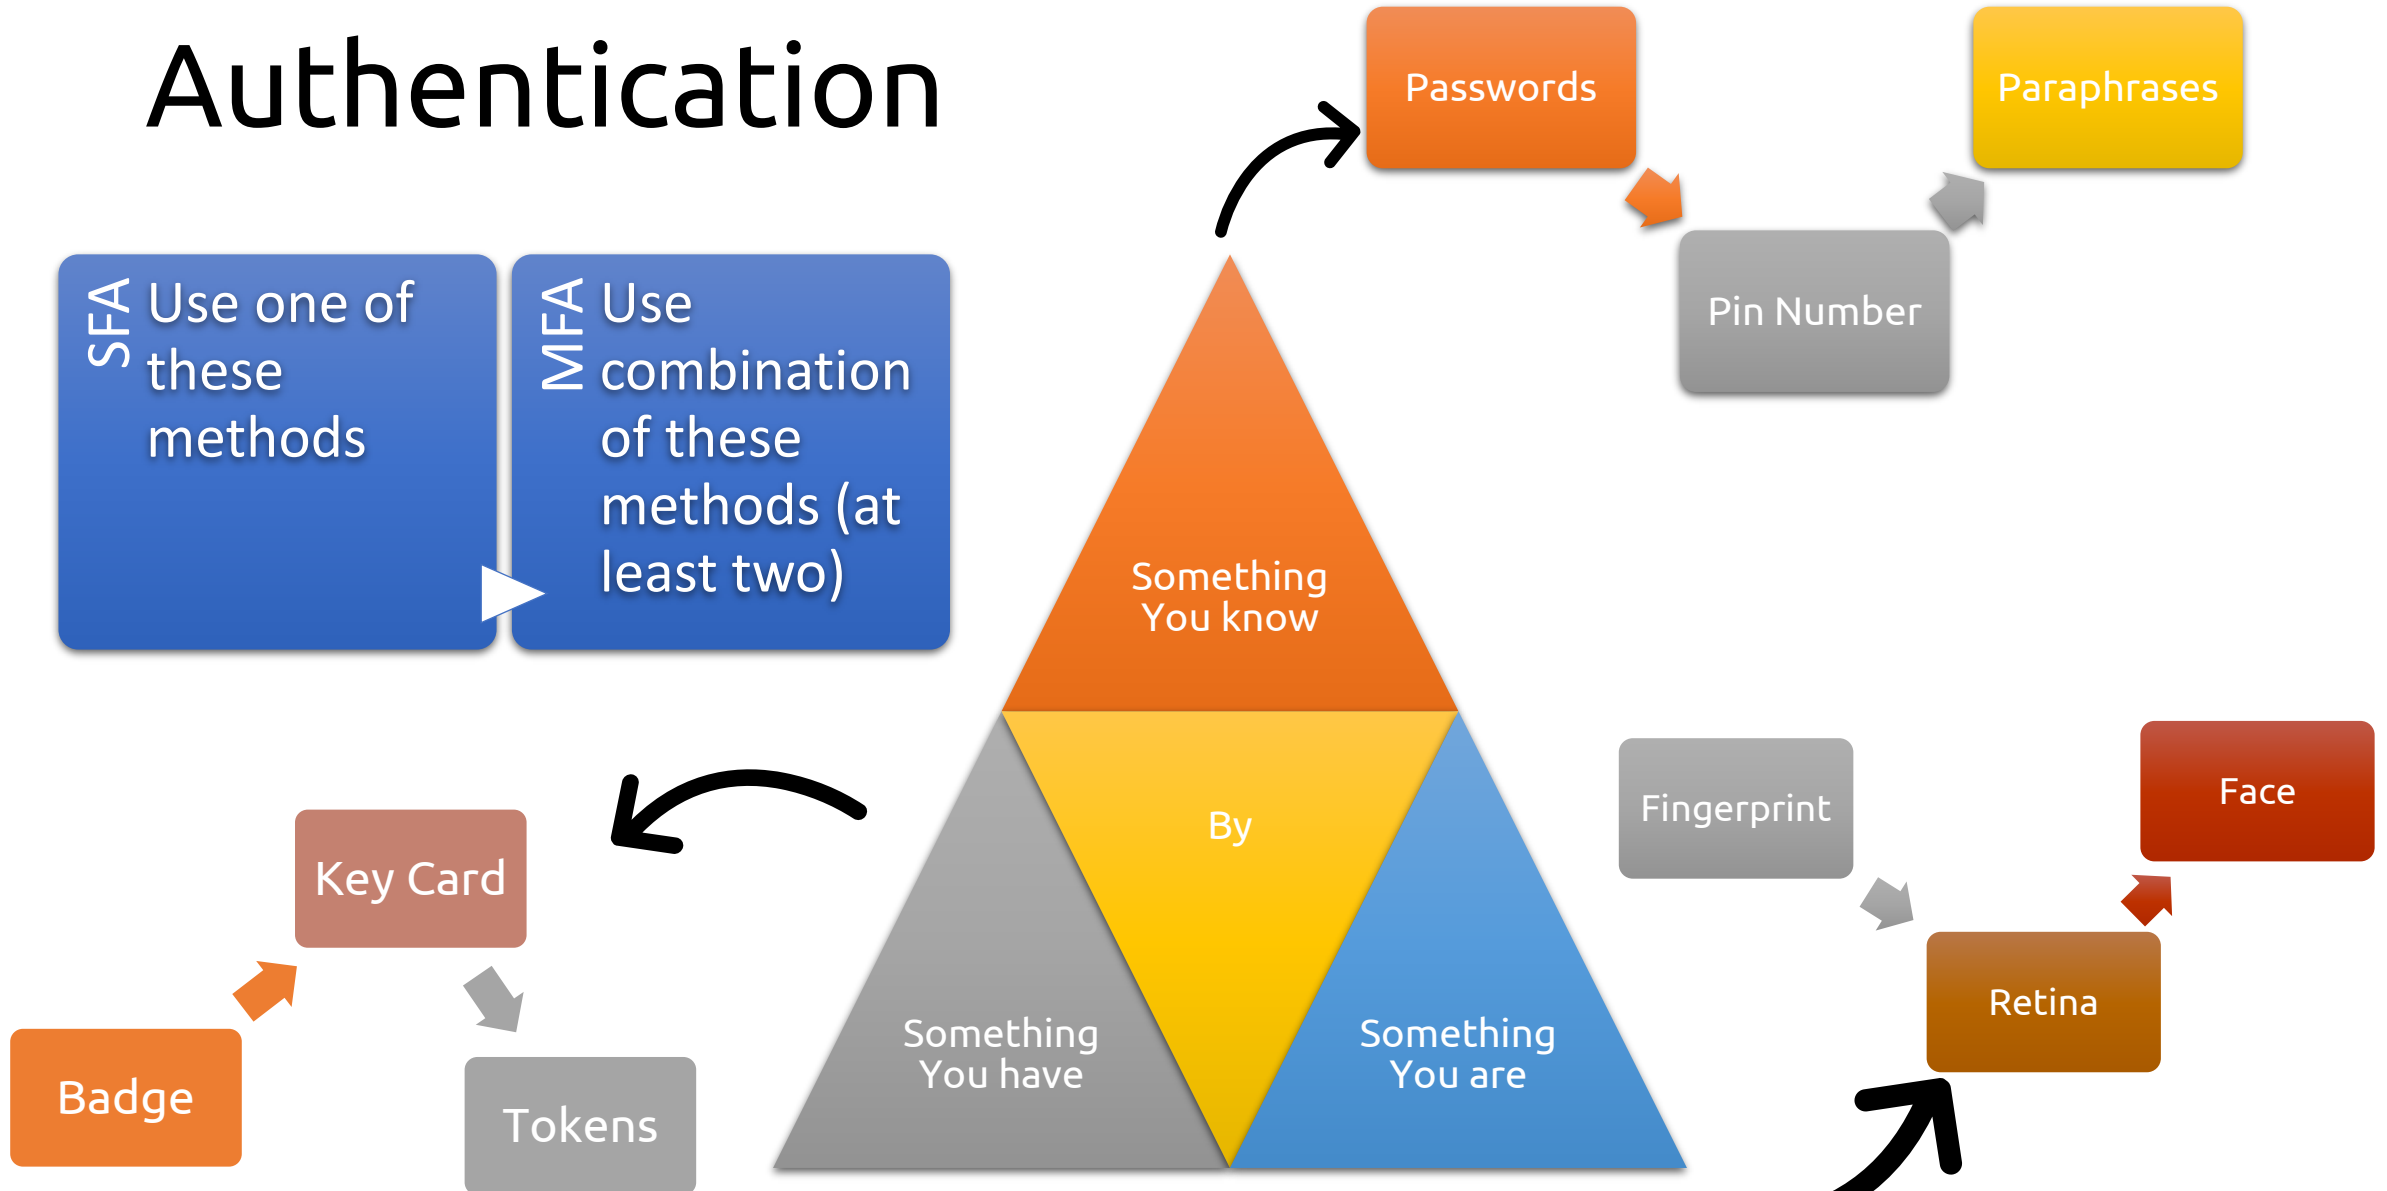 Authentication
SFA
Use one of
these
methods
MFA
Use
combination
of these
methods (at
least two)
Passwords
Pin Number
Paraphrases
Something
You know
By
Something
You have
Something
You are
Badge
Key Card
Tokens
Fingerprint
Retina
Face